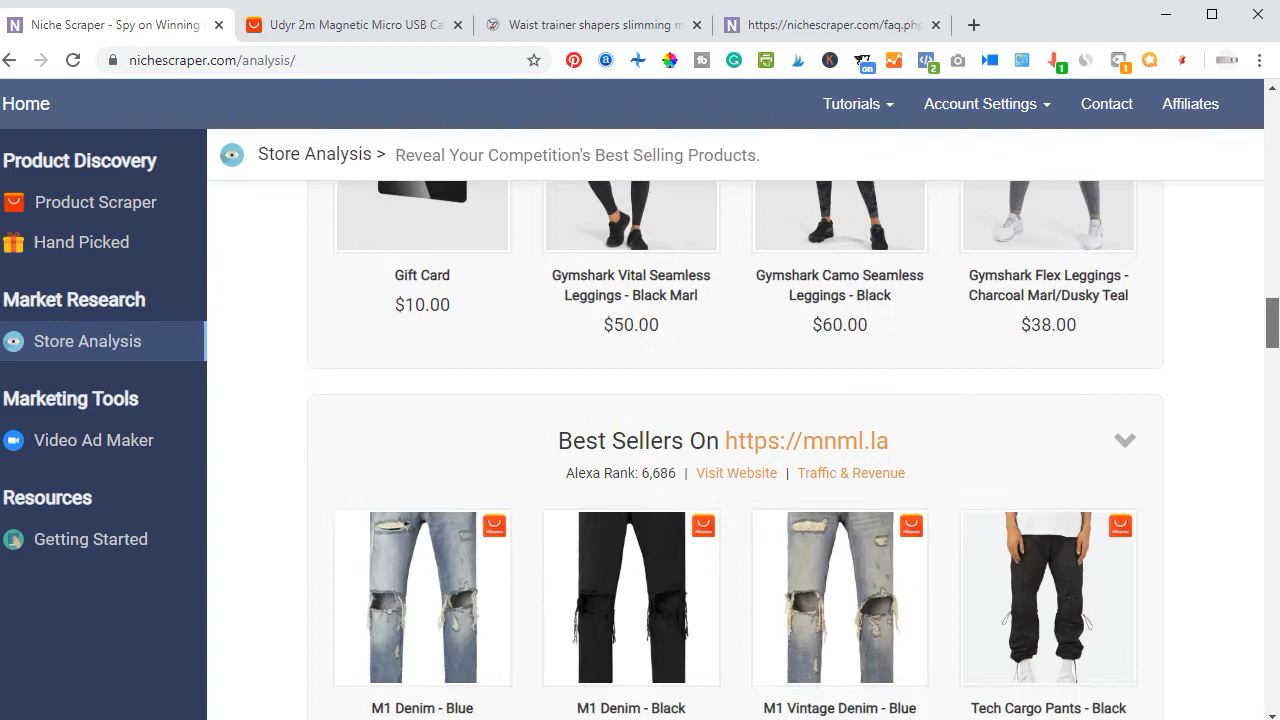 Niche Scraper - Spy on Winning
Udyr 2m Magnetic Micro USB Ca
Waist trainer shapers slimming m
https://nichescraper.com/faq.php
nichescraper.com/analysis/
on
2
1
1
Home
Tutorials
Account Settings
Contact
Affiliates
Product Discovery
Product Scraper
Hand Picked
Market Research
Store Analysis
Marketing Tools
Video Ad Maker
Resources
Getting Started
Store Analysis > Reveal Your Competition's Best Selling Products.
Gift Card
$10.00
Gymshark Vital Seamless
Leggings - Black Marl
$50.00
Gymshark Camo Seamless
Leggings - Black
$60.00
Gymshark Flex Leggings -
Charcoal Marl/Dusky Teal
$38.00
Best Sellers On https://mnml.la
Alexa Rank: 6,686 | Visit Website | Traffic & Revenue
M1 Denim - Blue
M1 Denim - Black
M1 Vintage Denim - Blue
Tech Cargo Pants - Black